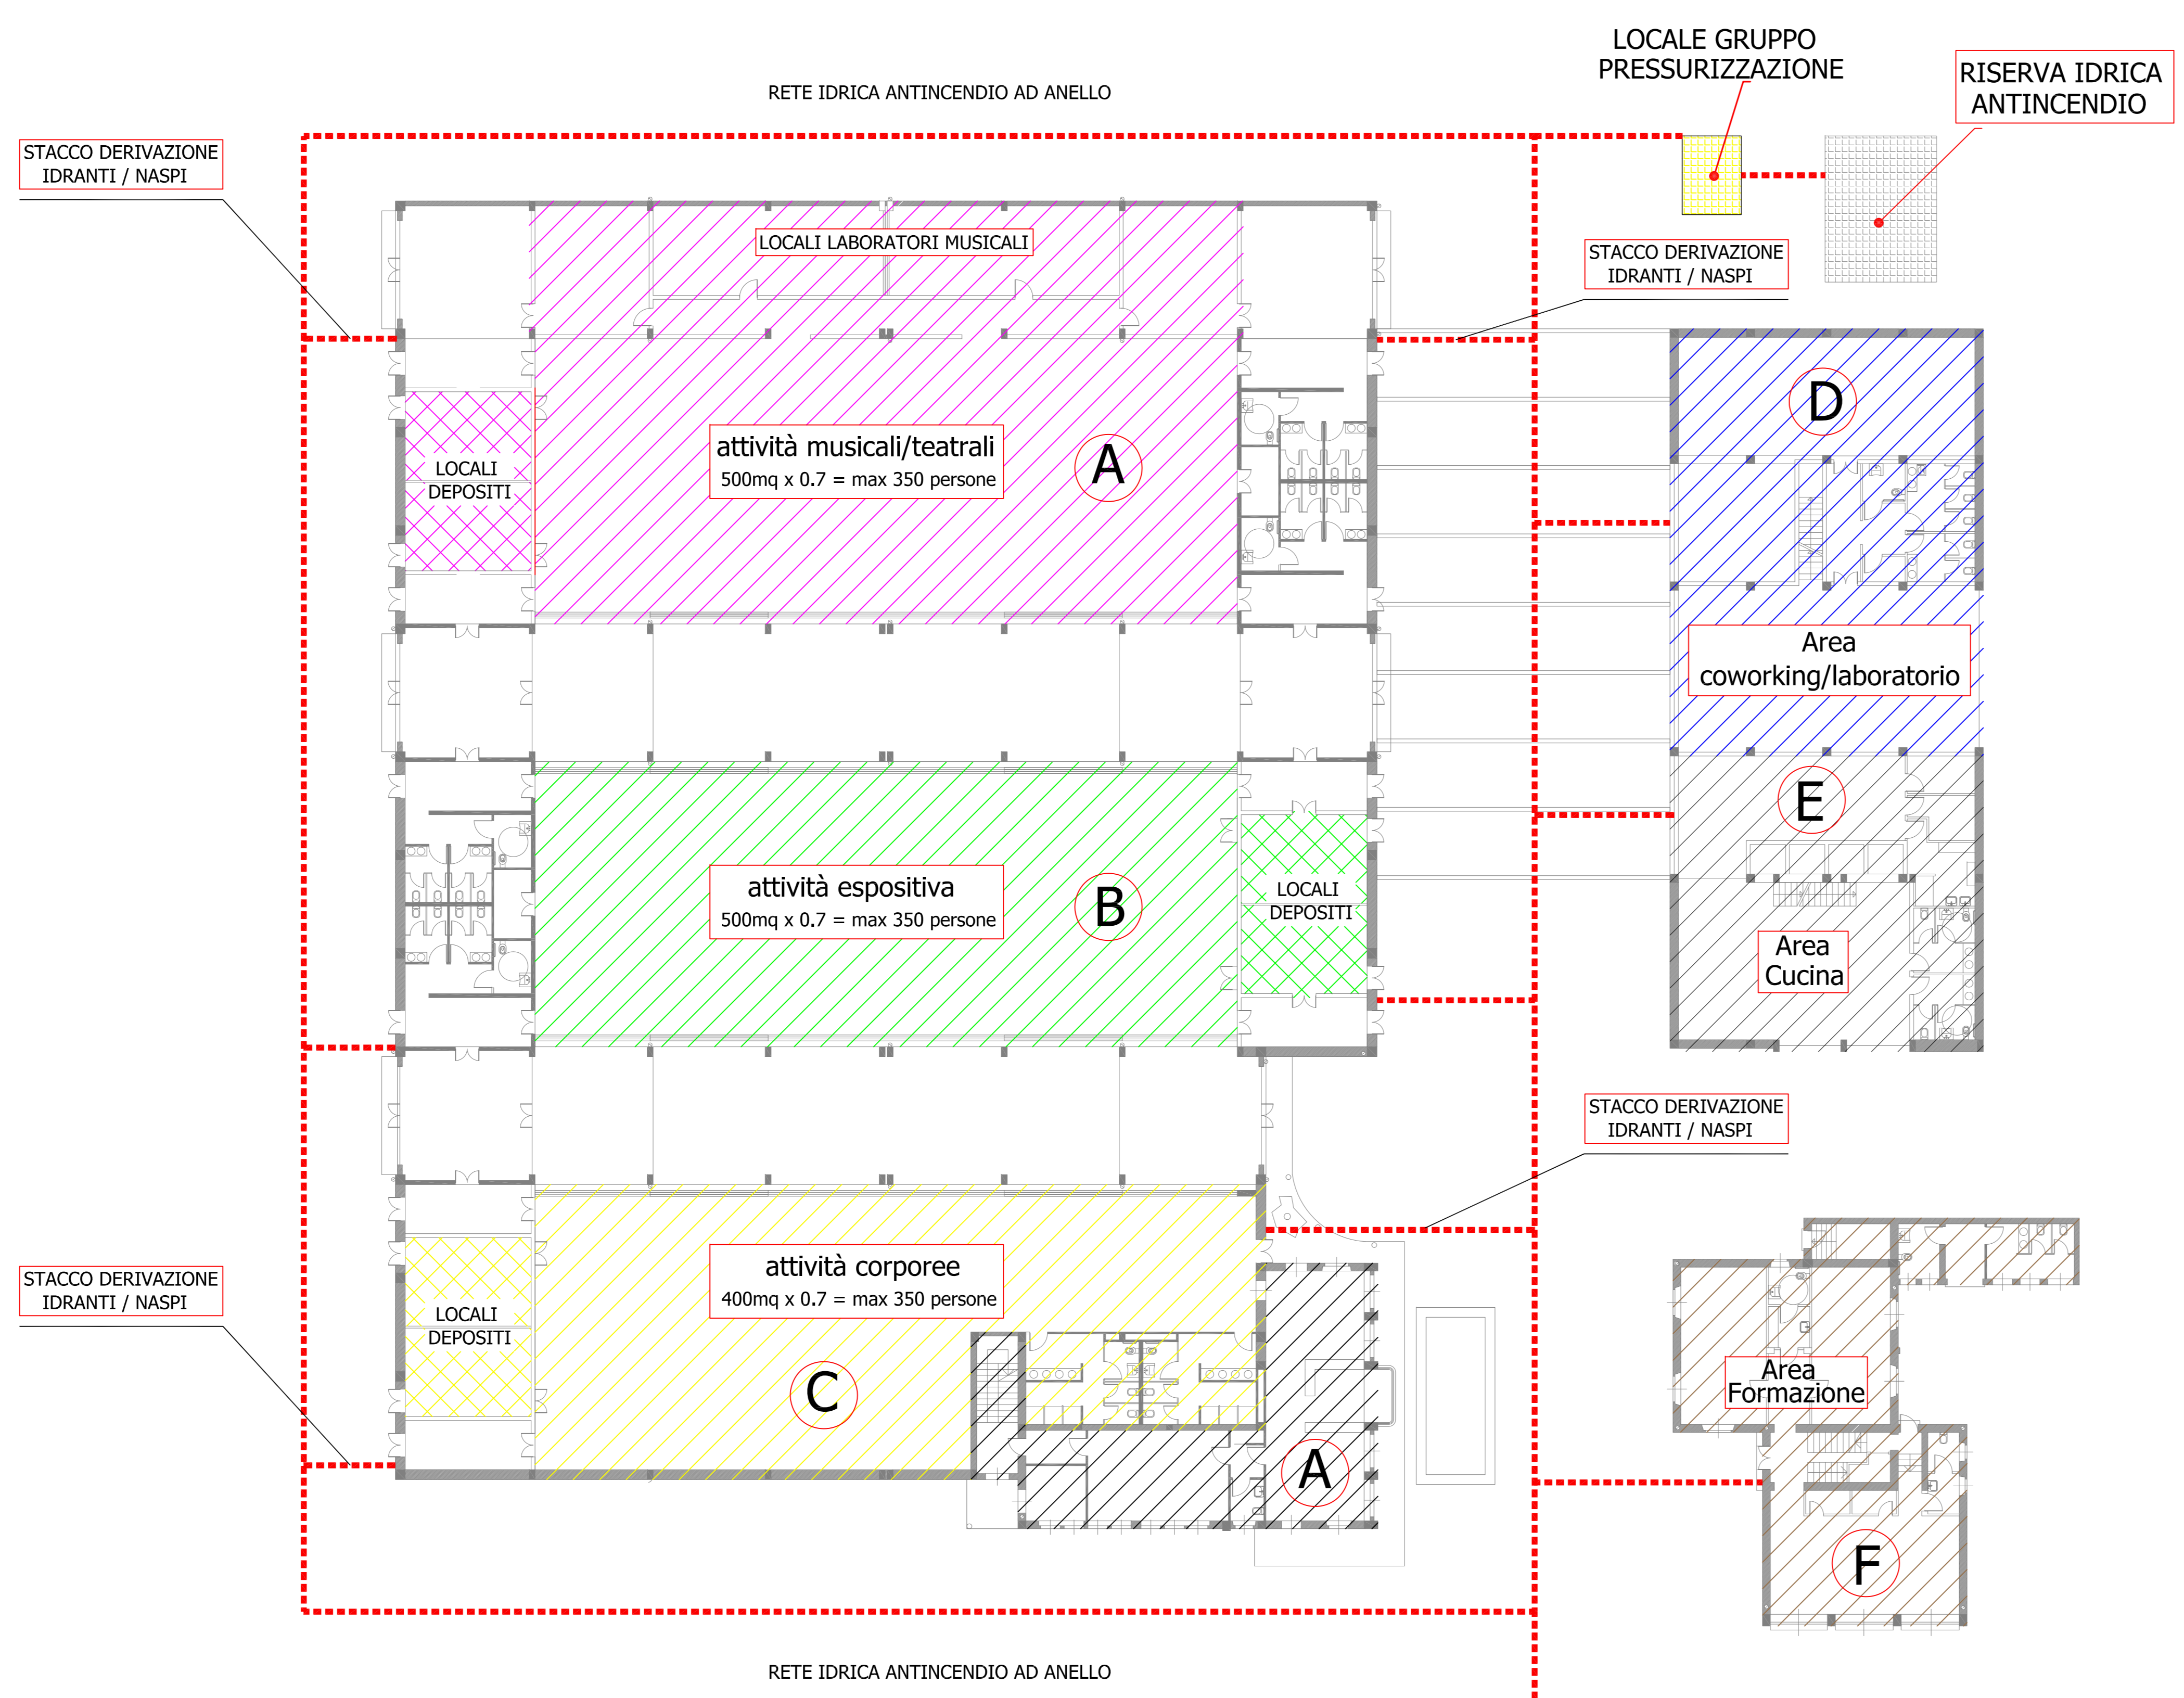 LOCALE GRUPPO
PRESSURIZZAZIONE
RISERVA IDRICA
ANTINCENDIO
RETE IDRICA ANTINCENDIO AD ANELLO
STACCO DERIVAZIONE
IDRANTI / NASPI
LOCALI LABORATORI MUSICALI
STACCO DERIVAZIONE
IDRANTI / NASPI
D
attività musicali/teatrali
500mq x 0.7 = max 350 persone
A
LOCALI
DEPOSITI
Area
coworking/laboratorio
E
attività espositiva
500mq x 0.7 = max 350 persone
B
LOCALI
DEPOSITI
Area
Cucina
STACCO DERIVAZIONE
IDRANTI / NASPI
STACCO DERIVAZIONE
IDRANTI / NASPI
attività corporee
400mq x 0.7 = max 350 persone
LOCALI
DEPOSITI
C
Area
Formazione
A
F
RETE IDRICA ANTINCENDIO AD ANELLO